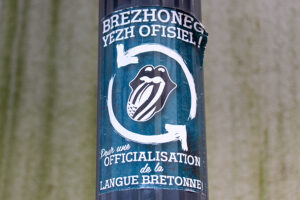 BREZHONEG
YEZH OFISIEL !
Pour une
OFFICIALISATION
de la
LANGUE BRETONNE !